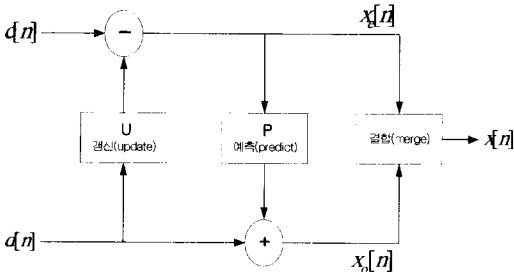 c[n]
−
x_e[n]
U
갱신(update)
P
예측(predict)
결합(merge)
x[n]
d[n]
+
x_o[n]